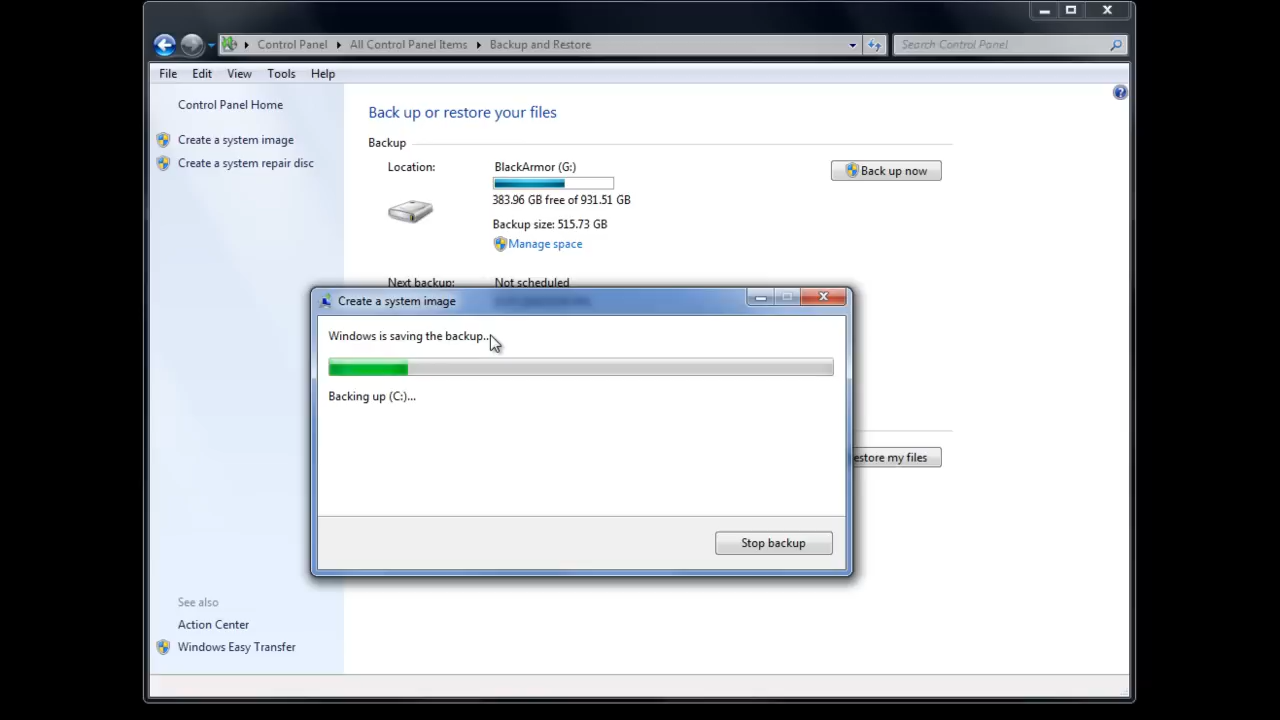 Control Panel
All Control Panel Items
Backup and Restore
Search Control Panel
File Edit View Tools Help
Control Panel Home
Create a system image
Create a system repair disc
Back up or restore your files
Backup
Location:
BlackArmor (G:)
Back up now
383.96 GB free of 931.51 GB
Backup size: 515.73 GB
Manage space
Next backup:
Not scheduled
Create a system image
Windows is saving the backup...
Backing up (C:)...
estore my files
Stop backup
See also
Action Center
Windows Easy Transfer